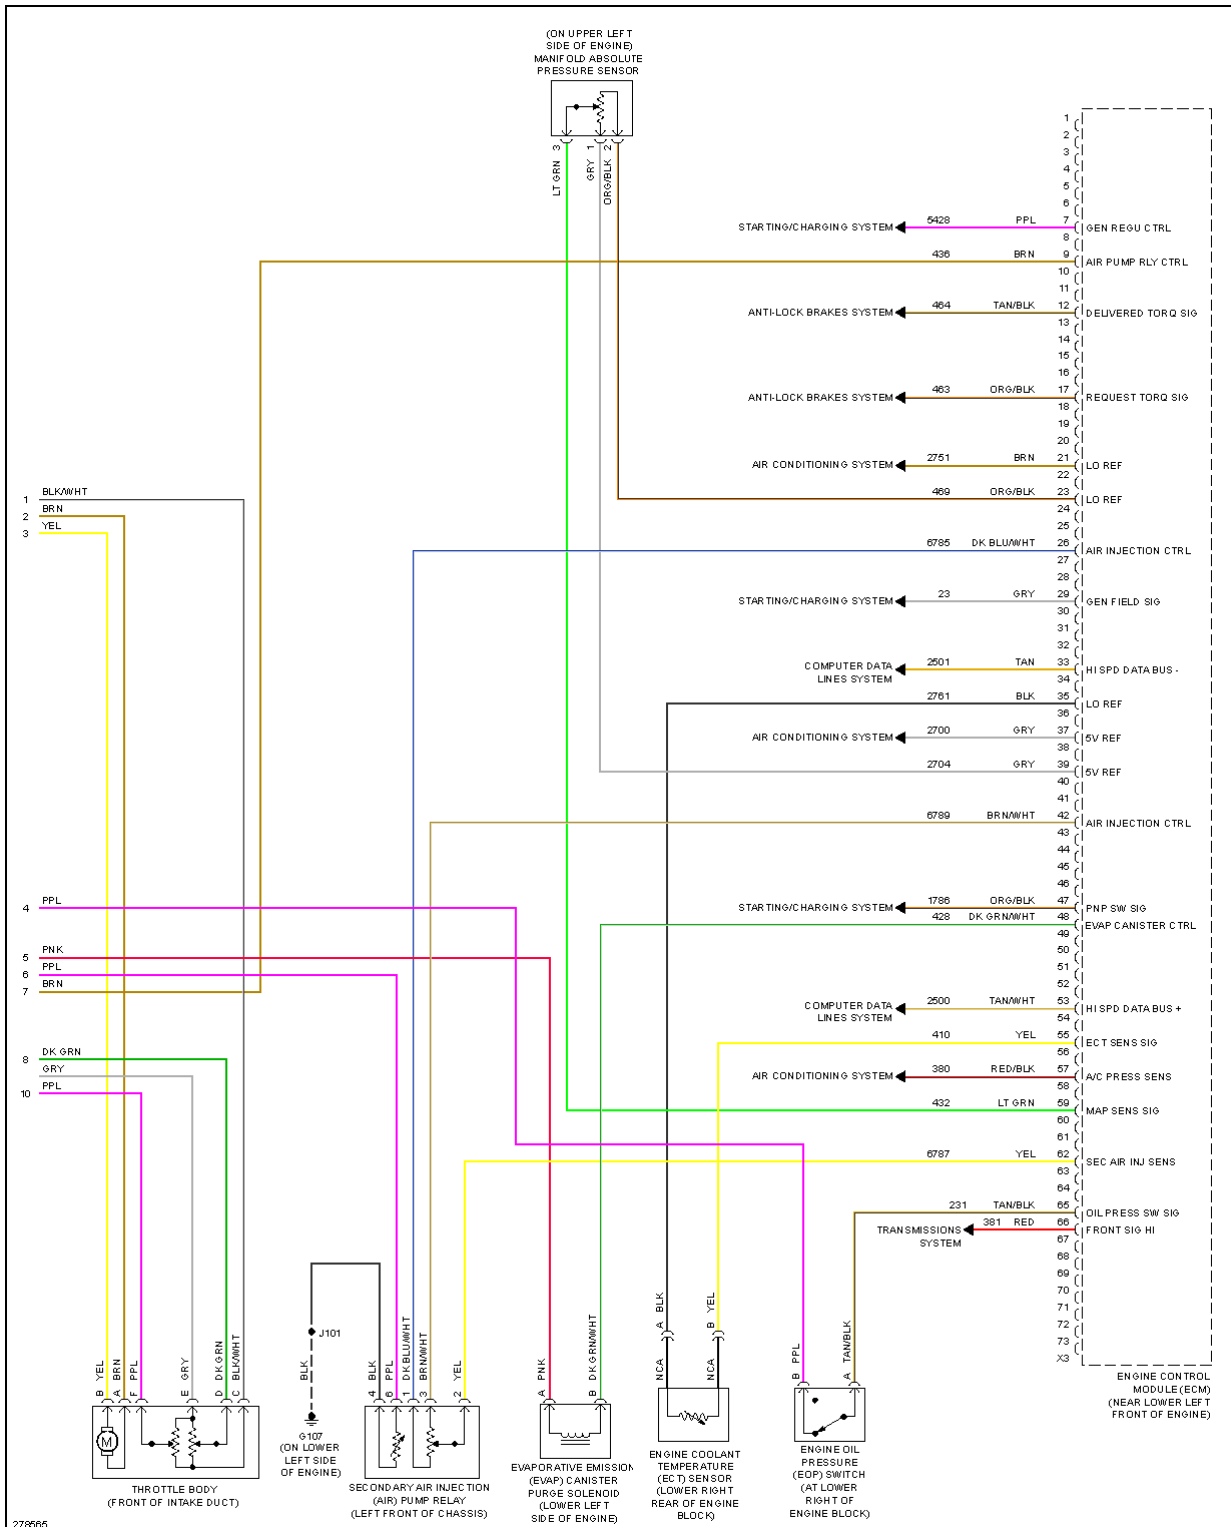 (ON UPPER LEFT
SIDE OF ENGINE)
MANIFOLD ABSOLUTE
PRESSURE SENSOR
3
1
2
LT GRN
GRY
ORG/BLK
1
2
3
4
5
6
STARTING/CHARGING SYSTEM 5428 PPL 7 GEN REGU CTRL
8
436 BRN 9 AIR PUMP RLY CTRL
10
11
ANTI-LOCK BRAKES SYSTEM 464 TAN/BLK 12 DELIVERED TORQ SIG
13
14
15
16
ANTI-LOCK BRAKES SYSTEM 463 ORG/BLK 17 REQUEST TORQ SIG
18
19
20
AIR CONDITIONING SYSTEM 2751 BRN 21 LO REF
22
469 ORG/BLK 23 LO REF
24
25
6785 DK BLU/WHT 26 AIR INJECTION CTRL
27
28
STARTING/CHARGING SYSTEM 23 GRY 29 GEN FIELD SIG
30
31
32
COMPUTER DATA
LINES SYSTEM
2501 TAN 33 HI SPD DATA BUS -
34
2761 BLK 35 LO REF
36
AIR CONDITIONING SYSTEM 2700 GRY 37 5V REF
38
2704 GRY 39 5V REF
40
41
6789 BRN/WHT 42 AIR INJECTION CTRL
43
44
45
46
STARTING/CHARGING SYSTEM 1786 ORG/BLK 47 PNP SW SIG
428 DK GRN/WHT 48 EVAP CANISTER CTRL
49
50
51
52
COMPUTER DATA
LINES SYSTEM
2500 TAN/WHT 53 HI SPD DATA BUS +
54
410 YEL 55 ECT SENS SIG
56
AIR CONDITIONING SYSTEM 380 RED/BLK 57 A/C PRESS SENS
58
432 LT GRN 59 MAP SENS SIG
60
61
6787 YEL 62 SEC AIR INJ SENS
63
64
231 TAN/BLK 65 OIL PRESS SW SIG
TRANSMISSIONS
SYSTEM
381 RED 66 FRONT SIG HI
67
68
69
70
71
72
73
X3
ENGINE CONTROL
MODULE (ECM)
(NEAR LOWER LEFT
FRONT OF ENGINE)
1 BLK/WHT
2 BRN
3 YEL
4 PPL
5 PNK
6 PPL
7 BRN
8 DK GRN
GRY
10 PPL
B YEL
A BRN
F PPL
E GRY
D DK GRN
C BLK/WHT
M
THROTTLE BODY
(FRONT OF INTAKE DUCT)
J101
BLK
G107
(ON LOWER
LEFT SIDE
OF ENGINE)
4 BLK
6 PPL
1 DK BLU/WHT
3 BRN/WHT
2 YEL
SECONDARY AIR INJECTION
(AIR) PUMP RELAY
(LEFT FRONT OF CHASSIS)
A PNK
B DK GRN/WHT
EVAPORATIVE EMISSION
(EVAP) CANISTER
PURGE SOLENOID
(LOWER LEFT
SIDE OF ENGINE)
A BLK
B YEL
NCA
NCA
ENGINE COOLANT
TEMPERATURE
(ECT) SENSOR
(LOWER RIGHT
REAR OF ENGINE
BLOCK)
B PPL
A TAN/BLK
ENGINE OIL
PRESSURE
(EOP) SWITCH
(AT LOWER
RIGHT OF
ENGINE BLOCK)
278565